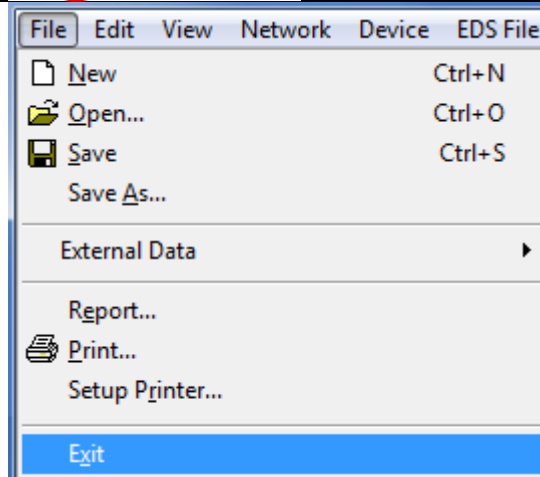 File Edit View Network Device EDS File
New Ctrl+N
Open... Ctrl+O
Save Ctrl+S
Save As...
External Data
Report...
Print...
Setup Printer...
Exit